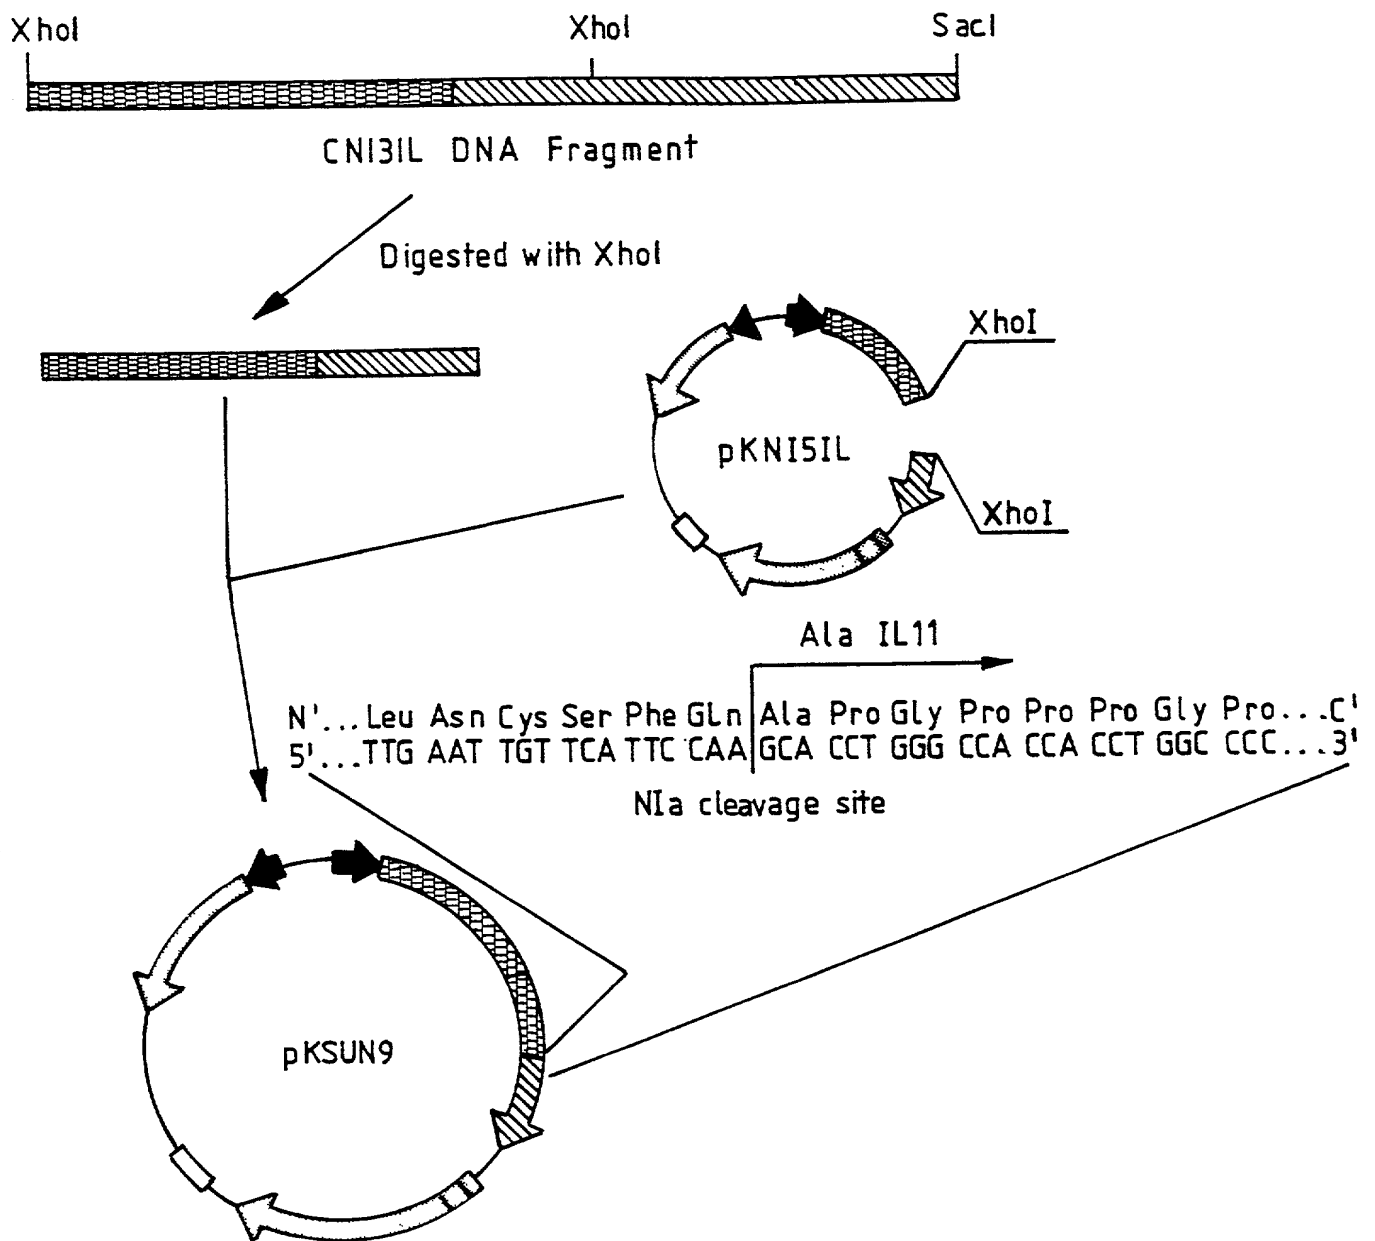 XhoI XhoI SacI
CNI3IL DNA Fragment
Digested with XhoI
XhoI
pKNI5IL
XhoI
Ala IL11
N'...Leu Asn Cys Ser Phe GLn Ala Pro Gly Pro Pro Pro Gly Pro...C'
5'...TTG AAT TGT TCA TTC CAA GCA CCT GGG CCA CCA CCT GGC CCC...3'
NIa cleavage site
pKSUN9